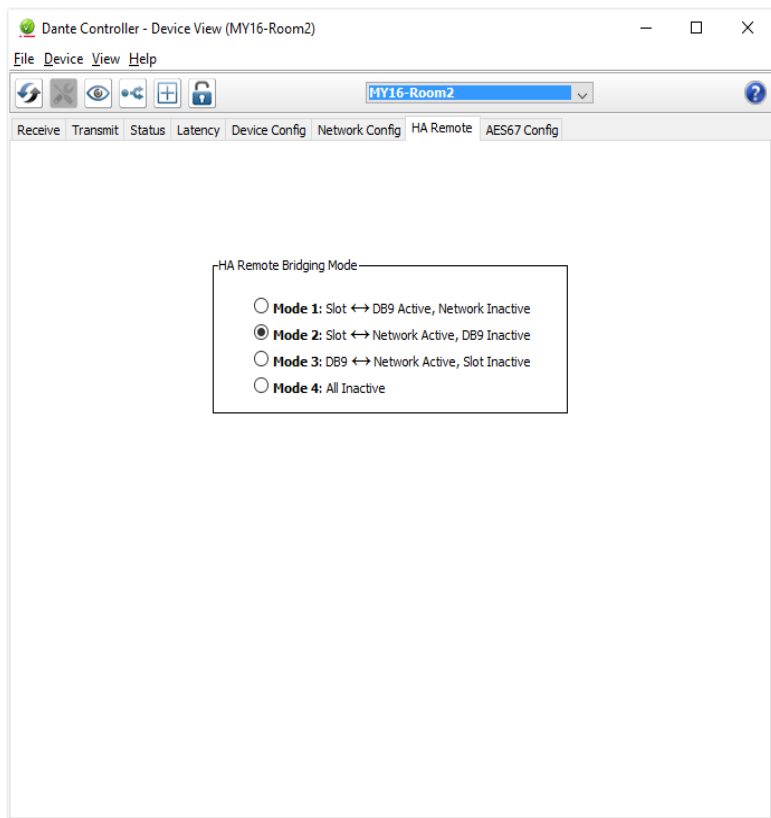 Dante Controller - Device View (MY16-Room2)
File Device View Help
MY16-Room2
Receive Transmit Status Latency Device Config Network Config HA Remote AES67 Config
HA Remote Bridging Mode
Mode 1: Slot ↔ DB9 Active, Network Inactive
Mode 2: Slot ↔ Network Active, DB9 Inactive
Mode 3: DB9 ↔ Network Active, Slot Inactive
Mode 4: All Inactive